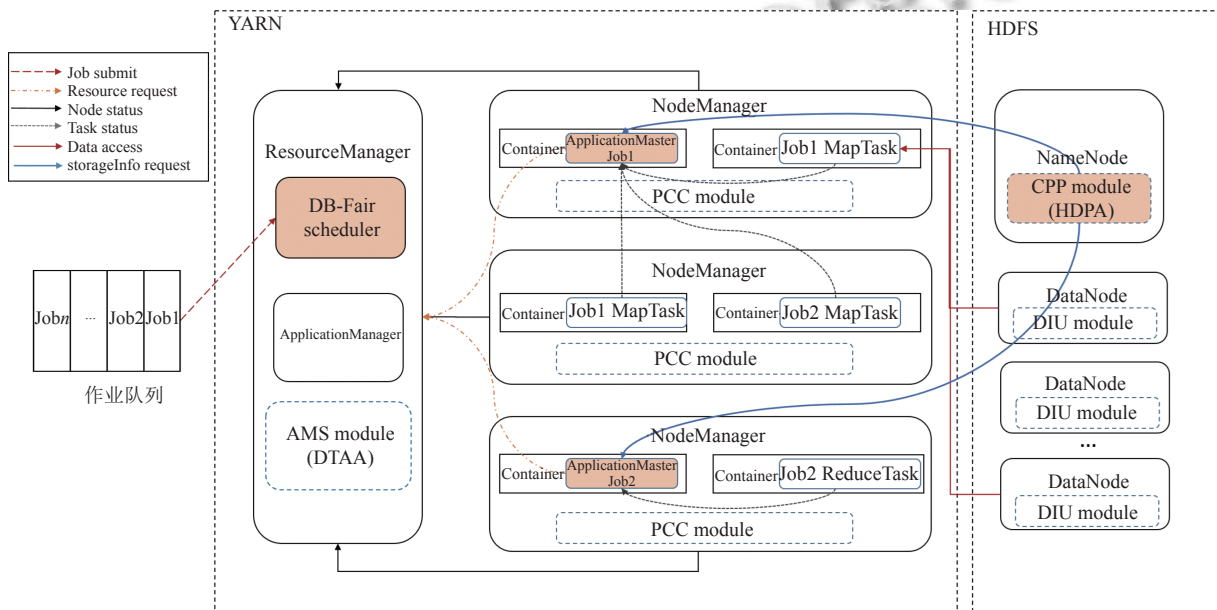 YARN
HDFS
Job submit
Resource request
Node status
Task status
Data access
storageInfo request
Jobn
...
Job2
Job1
作业队列
ResourceManager
DB-Fair
scheduler
ApplicationManager
AMS module
(DTAA)
NodeManager
Container
ApplicationMaster
Job1
Container
Job1 MapTask
PCC module
NodeManager
Container
Job1 MapTask
Container
Job2 MapTask
PCC module
NodeManager
Container
ApplicationMaster
Job2
Container
Job2 ReduceTask
PCC module
NameNode
CPP module
(HDPA)
DataNode
DIU module
DataNode
DIU module
...
DataNode
DIU module